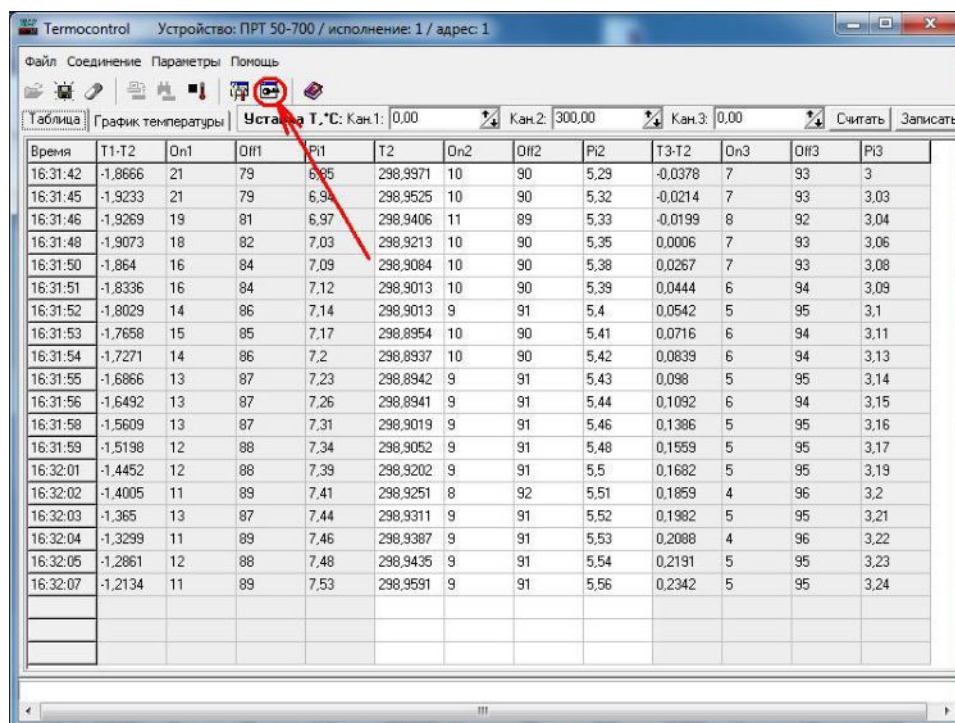 Termocontrol Устройство: ПРТ 50-700 / исполнение: 1 / адрес: 1
Файл Соединение Параметры Помощь
Таблица График температуры Уставка Т,°С: Кан.1: 0,00 Кан.2: 300,00 Кан.3: 0,00 Считать Записать
Время T1-T2 On1 Off1 Pi1 T2 On2 Off2 Pi2 T3-T2 On3 Off3 Pi3
16:31:42 -1,8666 21 79 6,85 298,9971 10 90 5,29 -0,0378 7 93 3
16:31:45 -1,9233 21 79 6,94 298,9525 10 90 5,32 -0,0214 7 93 3,03
16:31:46 -1,9269 19 81 6,97 298,9406 11 89 5,33 -0,0199 8 92 3,04
16:31:48 -1,9073 18 82 7,03 298,9213 10 90 5,35 0,0006 7 93 3,06
16:31:50 -1,864 16 84 7,09 298,9084 10 90 5,38 0,0267 7 93 3,08
16:31:51 -1,8336 16 84 7,12 298,9013 10 90 5,39 0,0444 6 94 3,09
16:31:52 -1,8029 14 86 7,14 298,9013 9 91 5,4 0,0542 5 95 3,1
16:31:53 -1,7658 15 85 7,17 298,8954 10 90 5,41 0,0716 6 94 3,11
16:31:54 -1,7271 14 86 7,2 298,8937 10 90 5,42 0,0839 6 94 3,13
16:31:55 -1,6866 13 87 7,23 298,8942 9 91 5,43 0,098 5 95 3,14
16:31:56 -1,6492 13 87 7,26 298,8941 9 91 5,44 0,1092 6 94 3,15
16:31:58 -1,5609 13 87 7,31 298,9019 9 91 5,46 0,1386 5 95 3,16
16:31:59 -1,5198 12 88 7,34 298,9052 9 91 5,48 0,1559 5 95 3,17
16:32:01 -1,4452 12 88 7,39 298,9202 9 91 5,5 0,1682 5 95 3,19
16:32:02 -1,4005 11 89 7,41 298,9251 8 92 5,51 0,1859 4 96 3,2
16:32:03 -1,365 13 87 7,44 298,9311 9 91 5,52 0,1982 5 95 3,21
16:32:04 -1,3299 11 89 7,46 298,9387 9 91 5,53 0,2088 4 96 3,22
16:32:05 -1,2861 12 88 7,48 298,9435 9 91 5,54 0,2191 5 95 3,23
16:32:07 -1,2134 11 89 7,53 298,9591 9 91 5,56 0,2342 5 95 3,24